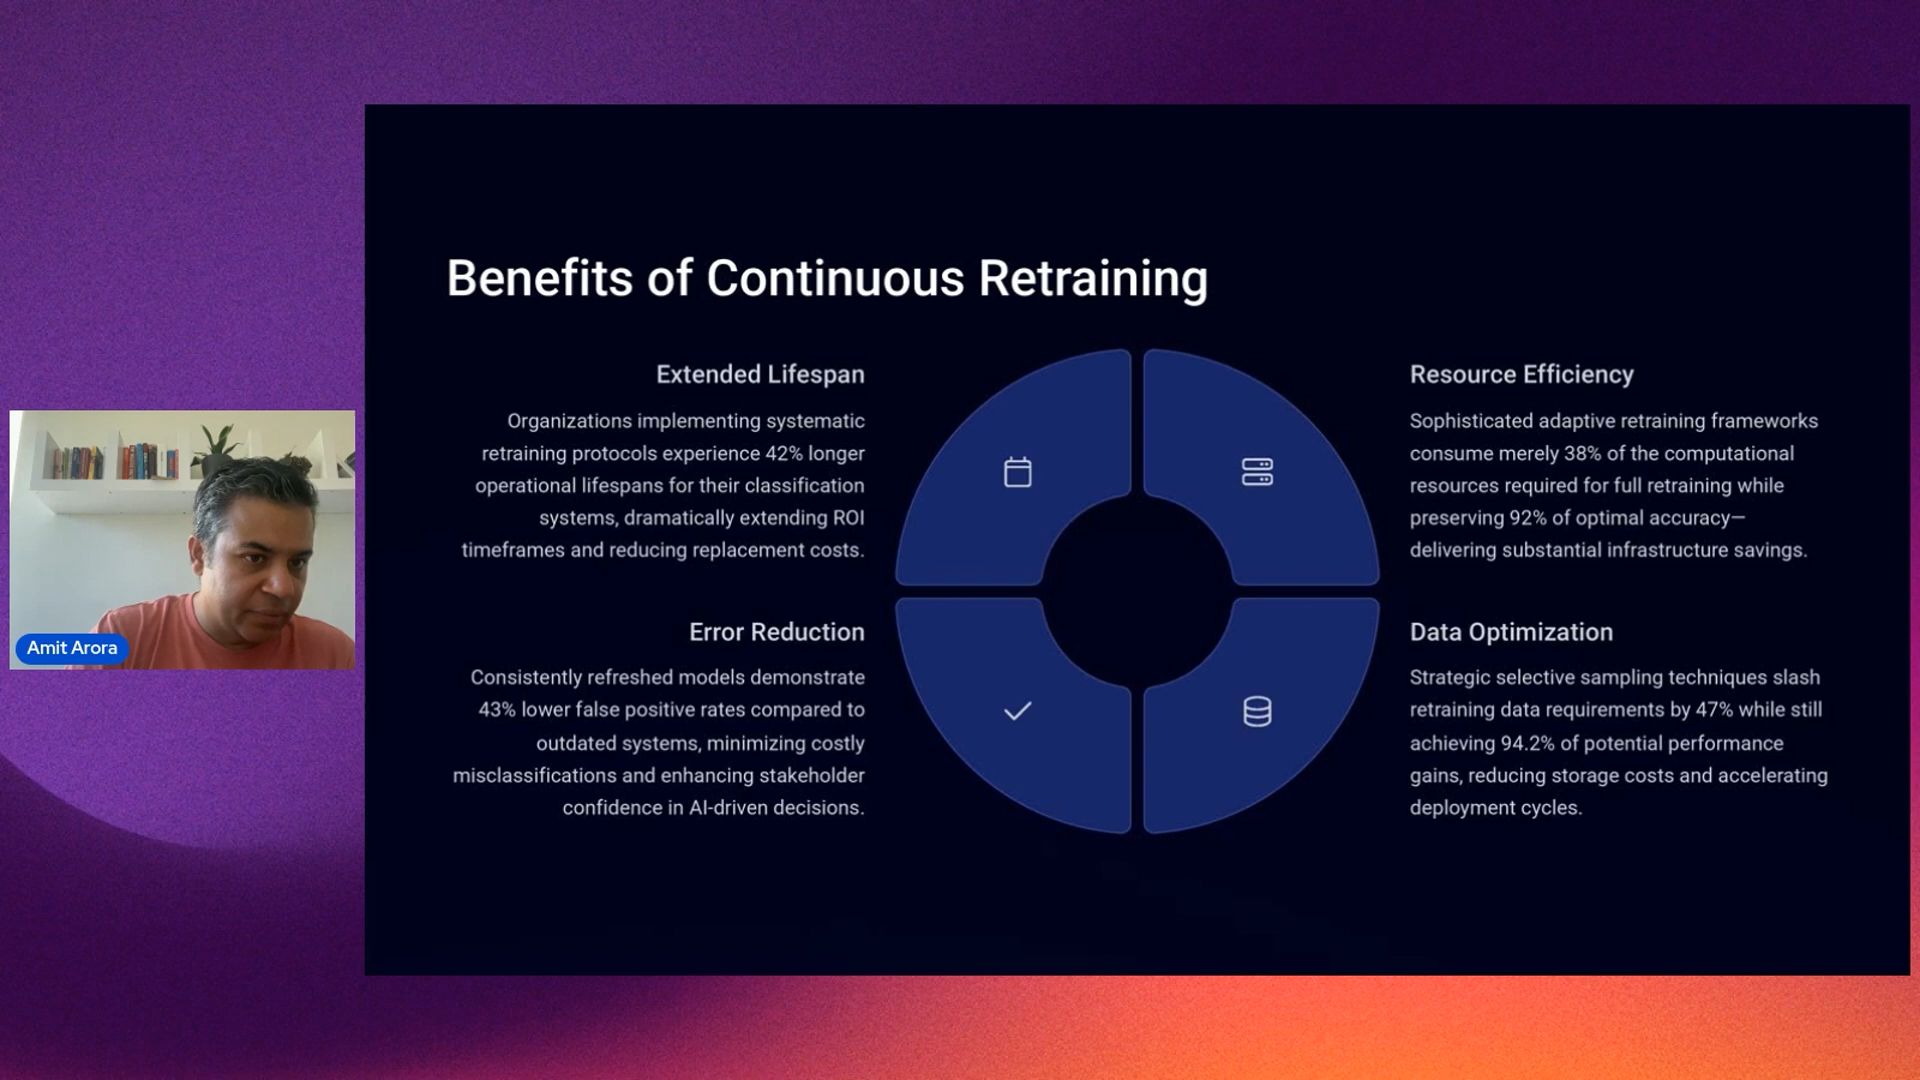 Benefits of Continuous Retraining
Extended Lifespan
Organizations implementing systematic
retraining protocols experience 42% longer
operational lifespans for their classification
systems, dramatically extending ROI
timeframes and reducing replacement costs.
Resource Efficiency
Sophisticated adaptive retraining frameworks
consume merely 38% of the computational
resources required for full retraining while
preserving 92% of optimal accuracy—
delivering substantial infrastructure savings.
Error Reduction
Consistently refreshed models demonstrate
43% lower false positive rates compared to
outdated systems, minimizing costly
misclassifications and enhancing stakeholder
confidence in AI-driven decisions.
Data Optimization
Strategic selective sampling techniques slash
retraining data requirements by 47% while still
achieving 94.2% of potential performance
gains, reducing storage costs and accelerating
deployment cycles.
Amit Arora